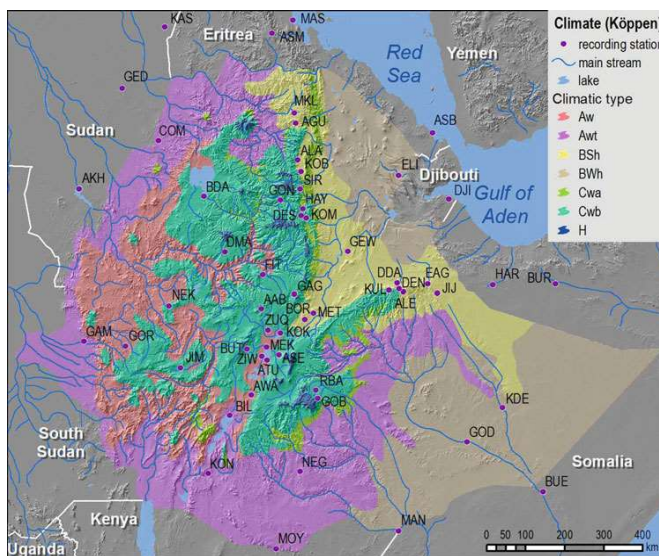 KAS
MAS
Eritrea
ASM
Red
Sea
Yemen
Climate (Köppen)
recording station
main stream
lake
Climatic type
Aw
Awt
BSh
BWh
Cwa
Cwb
H
GED
MKL
AGU
ASB
Sudan
COM
ALA
KOB
ELI
Djibouti
AKH
BDA
SIR
GON
HAY
DJI
Gulf of
Aden
DES
KOM
DMA
GEW
FIT
DDA
DEN
EAG
HAR
BUR
KUL
ALE
JIJ
GAG
NEK
AAB
BOR
MET
ZUQ
KOK
GAM
GOR
BUT
MEK
ZIW
ASE
JIM
ATU
RBA
AWA
GOB
KDE
BIL
South
Sudan
GOD
KON
NEG
Somalia
BUE
Kenya
MAN
MOY
Uganda
0 50 100 200 300 400
km